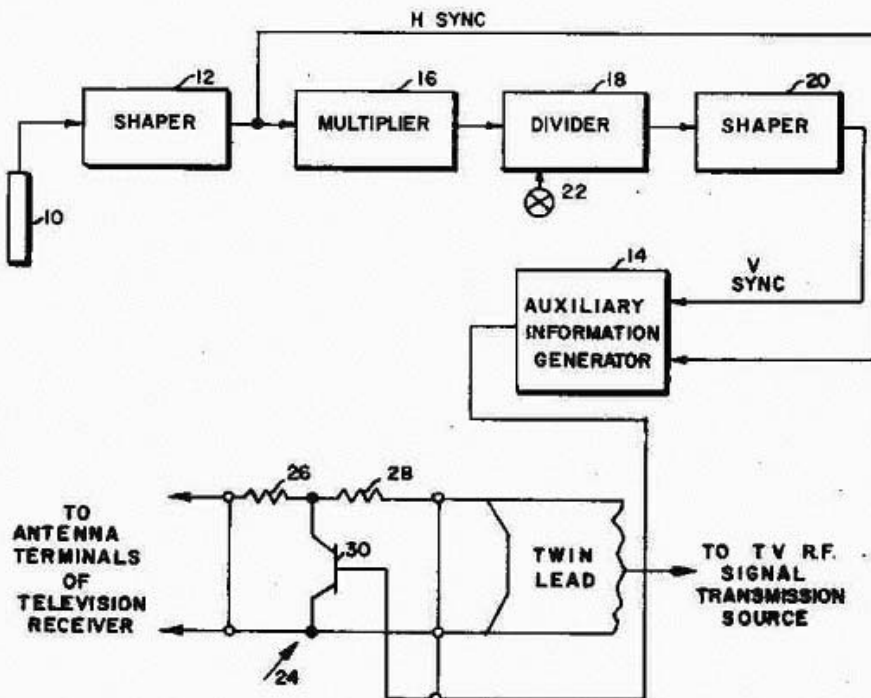 H SYNC
12
SHAPER
16
MULTIPLIER
18
DIVIDER
20
SHAPER
10
22
14
AUXILIARY
INFORMATION
GENERATOR
V
SYNC
26
28
30
TO
ANTENNA
TERMINALS
OF
TELEVISION
RECEIVER
24
TWIN
LEAD
TO TV R.F.
SIGNAL
TRANSMISSION
SOURCE